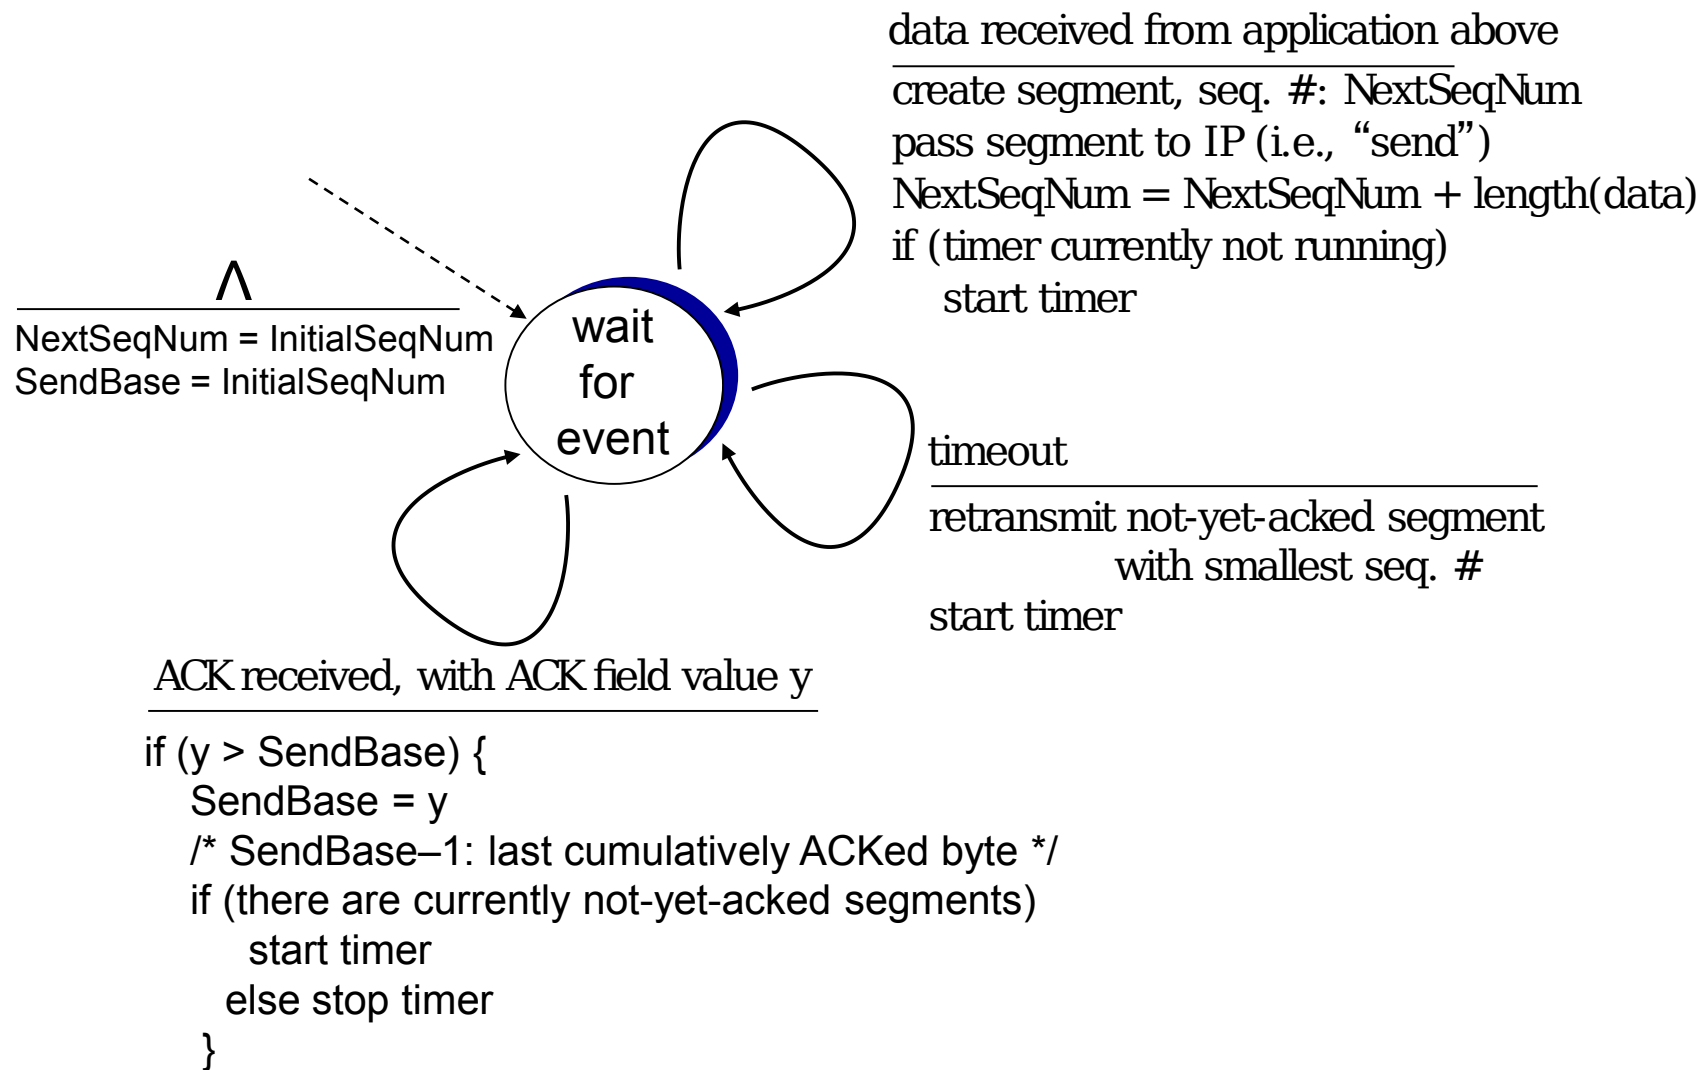 data received from application above
create segment, seq. #: NextSeqNum
pass segment to IP (i.e., “send”)
NextSeqNum = NextSeqNum + length(data)
if (timer currently not running)
start timer
Λ
NextSeqNum = InitialSeqNum
SendBase = InitialSeqNum
wait
for
event
timeout
retransmit not-yet-acked segment
with smallest seq. #
start timer
ACK received, with ACK field value y
if (y > SendBase) {
SendBase = y
/* SendBase–1: last cumulatively ACKed byte */
if (there are currently not-yet-acked segments)
start timer
else stop timer
}